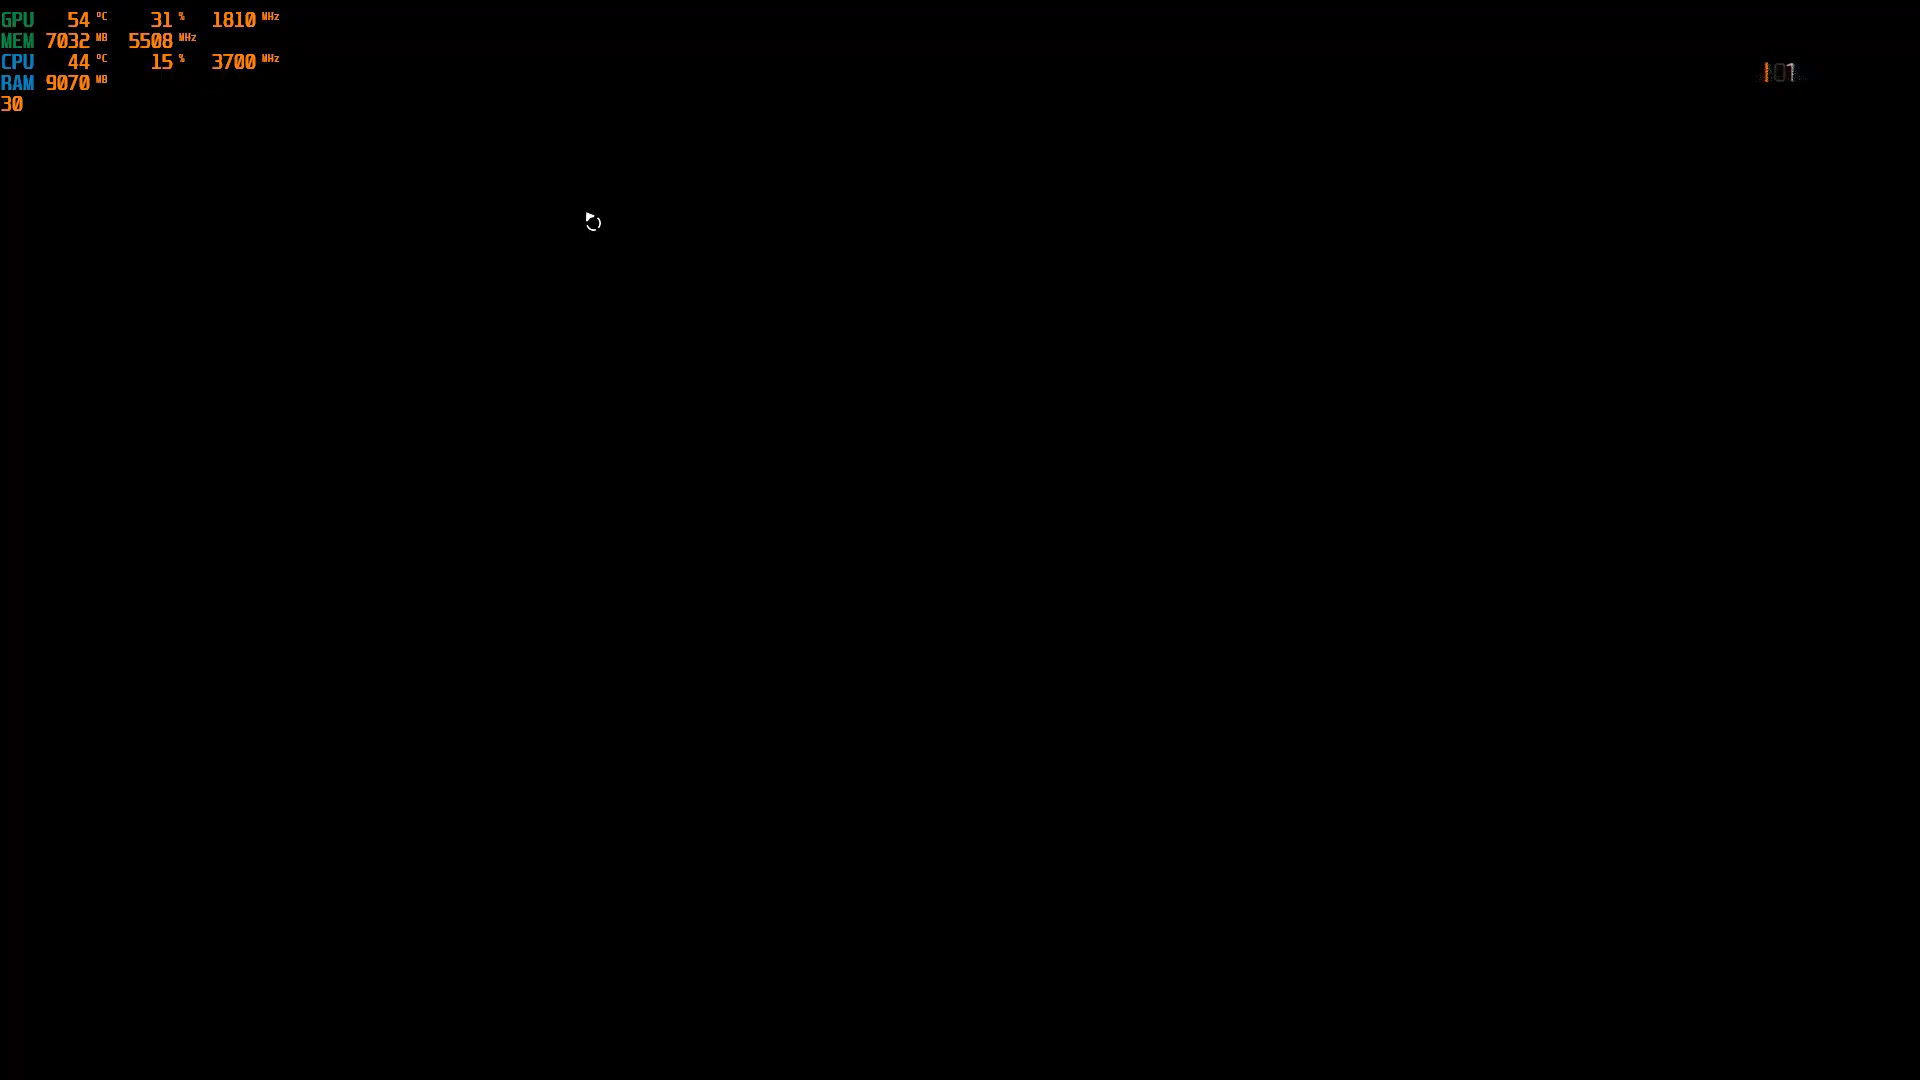 GPU 54 °C 31 % 1810 MHz
MEM 7032 MB 5508 MHz
CPU 44 °C 15 % 3700 MHz
RAM 9070 MB
30